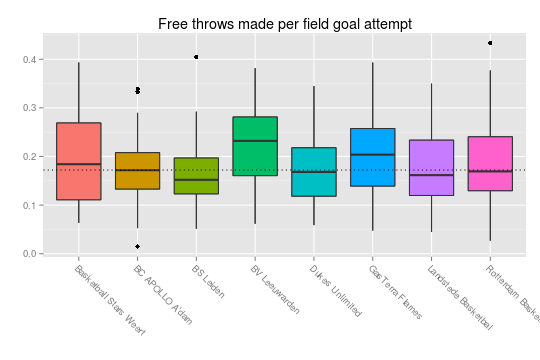 Free throws made per field goal attempt
0.4
0.3
0.2
0.1
0.0
Basketball Stars Weert
BC APOLLO A'dam
BS Leiden
BV Leeuwarden
Dukes Unlimited
GasTerra Flames
Landstede Basketbal
Rotterdam Basket